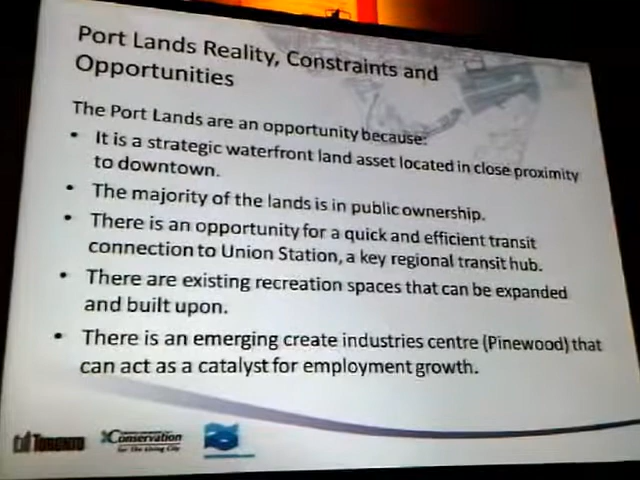 Port Lands Reality, Constraints and
Opportunities
The Port Lands are an opportunity because:
• It is a strategic waterfront land asset located in close proximity
to downtown.
• The majority of the lands is in public ownership.
• There is an opportunity for a quick and efficient transit
connection to Union Station, a key regional transit hub.
• There are existing recreation spaces that can be expanded
and built upon.
• There is an emerging create industries centre (Pinewood) that
can act as a catalyst for employment growth.
TORONTO
Conservation
for The Living City